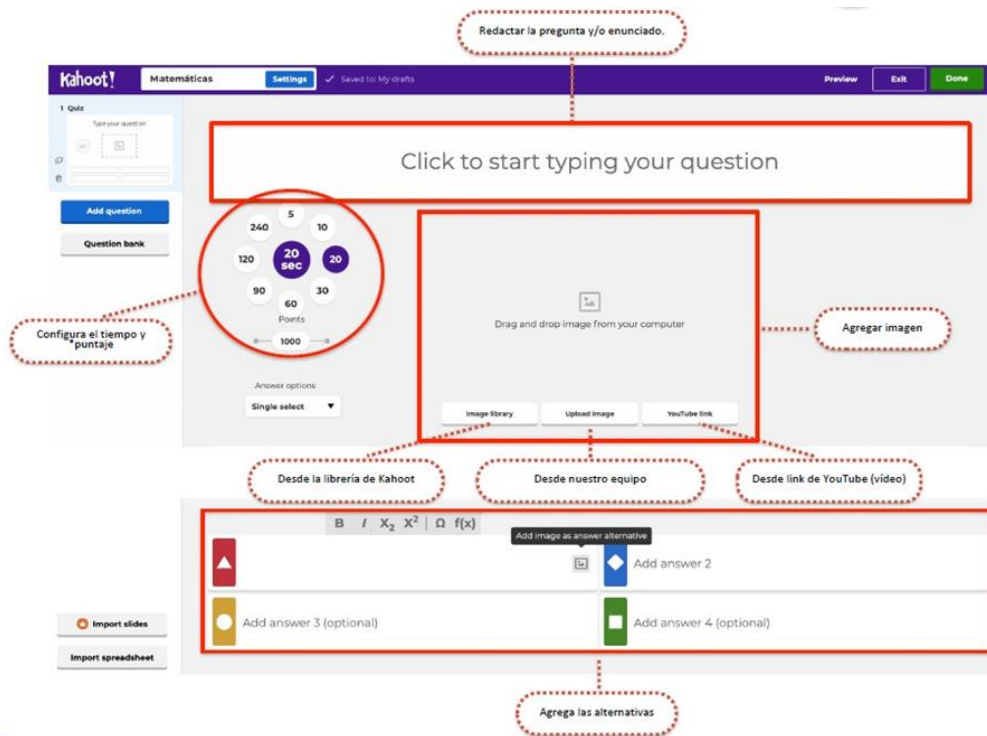 Redactar la pregunta y/o enunciado.
Kahoot!
Matemáticas
Settings
✓ Saved to: My drafts
Preview
Exit
Done
1 Quiz
Type your question
Click to start typing your question
Add question
Question bank
5
10
20
30
60
90
120
240
20
sec
Points
1000
Configura el tiempo y
*puntaje
Drag and drop image from your computer
Agregar imagen
Answer options
Single select
Image library
Upload image
YouTube link
Desde la librería de Kahoot
Desde nuestro equipo
Desde link de YouTube (vídeo)
B I X₂ X² | Ω f(x)
Add image as answer alternative
Add answer 2
Add answer 3 (optional)
Add answer 4 (optional)
Import slides
Import spreadsheet
Agrega las alternativas